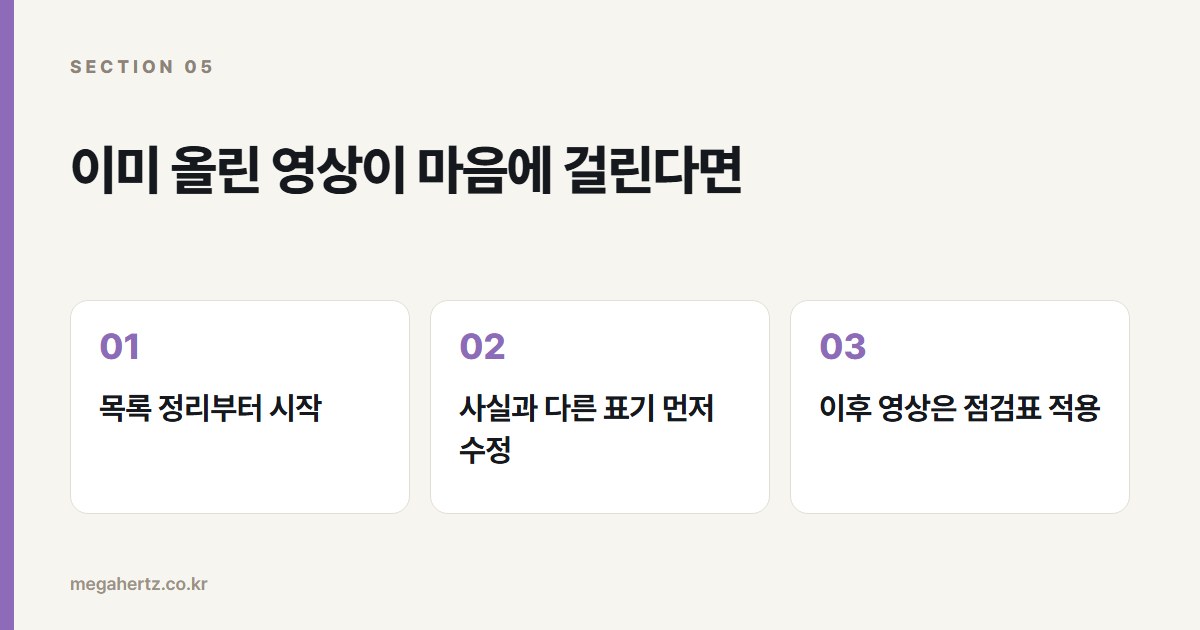 SECTION 05
이미 올린 영상이 마음에 걸린다면
01
목록 정리부터 시작
02
사실과 다른 표기 먼저
수정
03
이후 영상은 점검표 적용
megahertz.co.kr